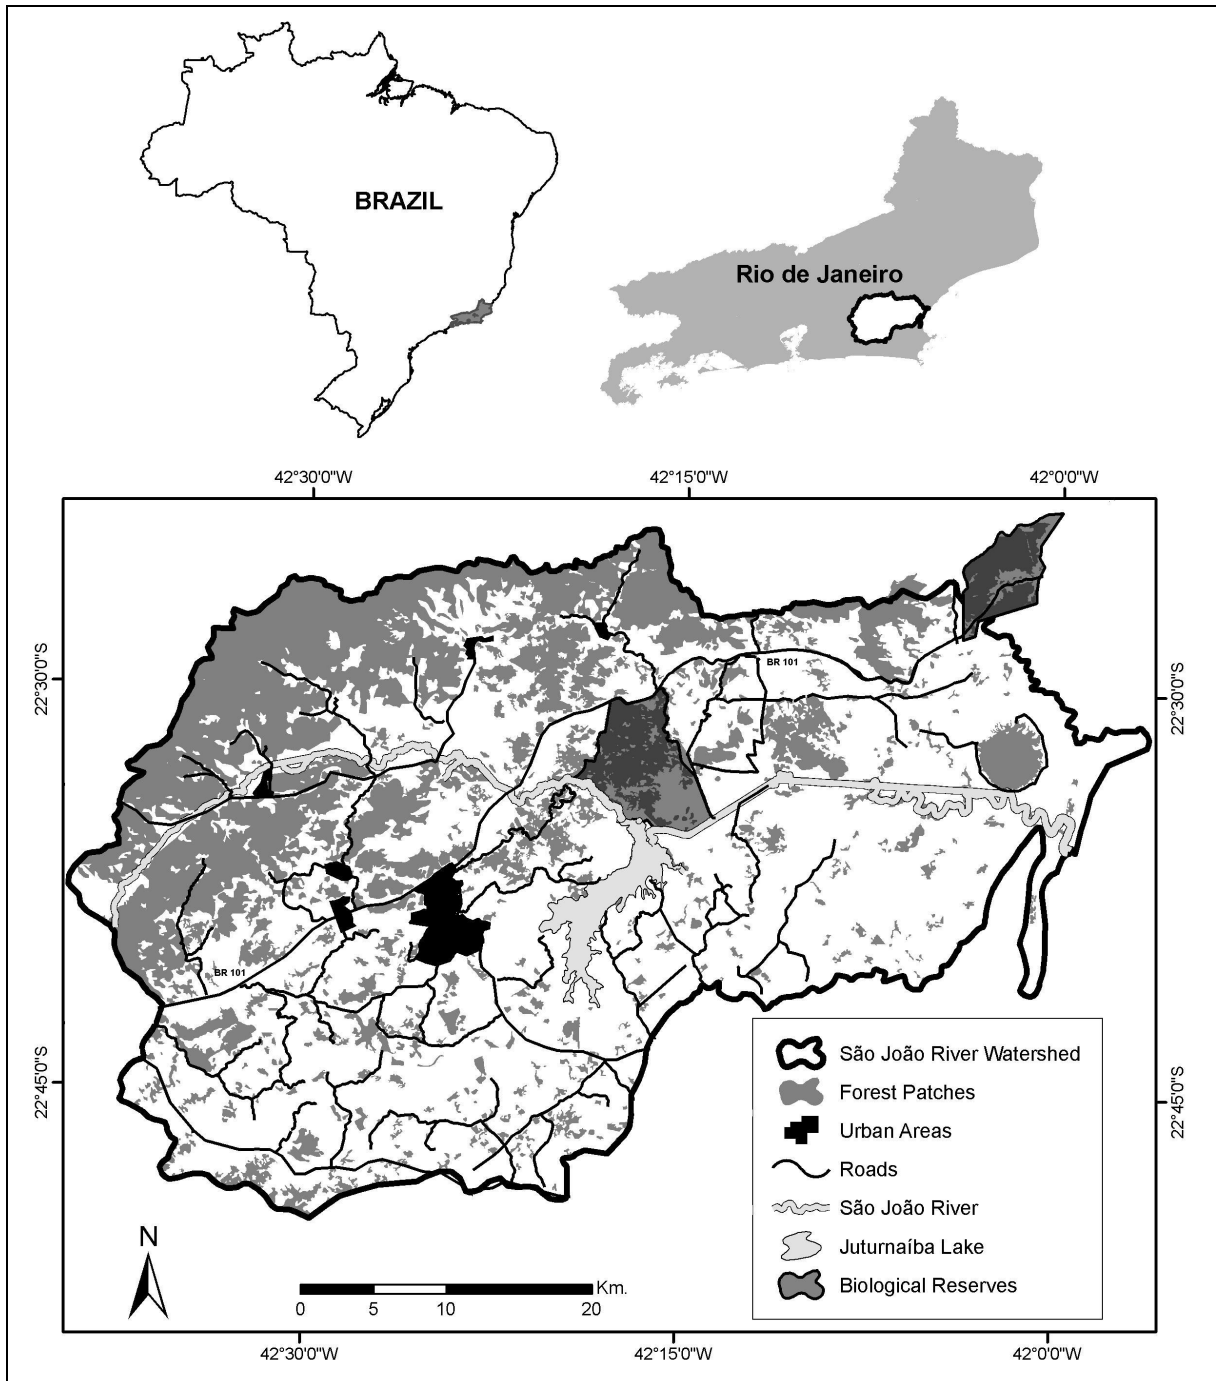 BRAZIL
Rio de Janeiro
42°30'0"W 42°15'0"W 42°0'0"W
BR 101
22°30'0"S
22°30'0"S
BR 101
22°45'0"S
22°45'0"S
São João River Watershed
Forest Patches
Urban Areas
Roads
São João River
Juturnaíba Lake
Biological Reserves
N
Km.
0 5 10 20
42°30'0"W 42°15'0"W 42°0'0"W